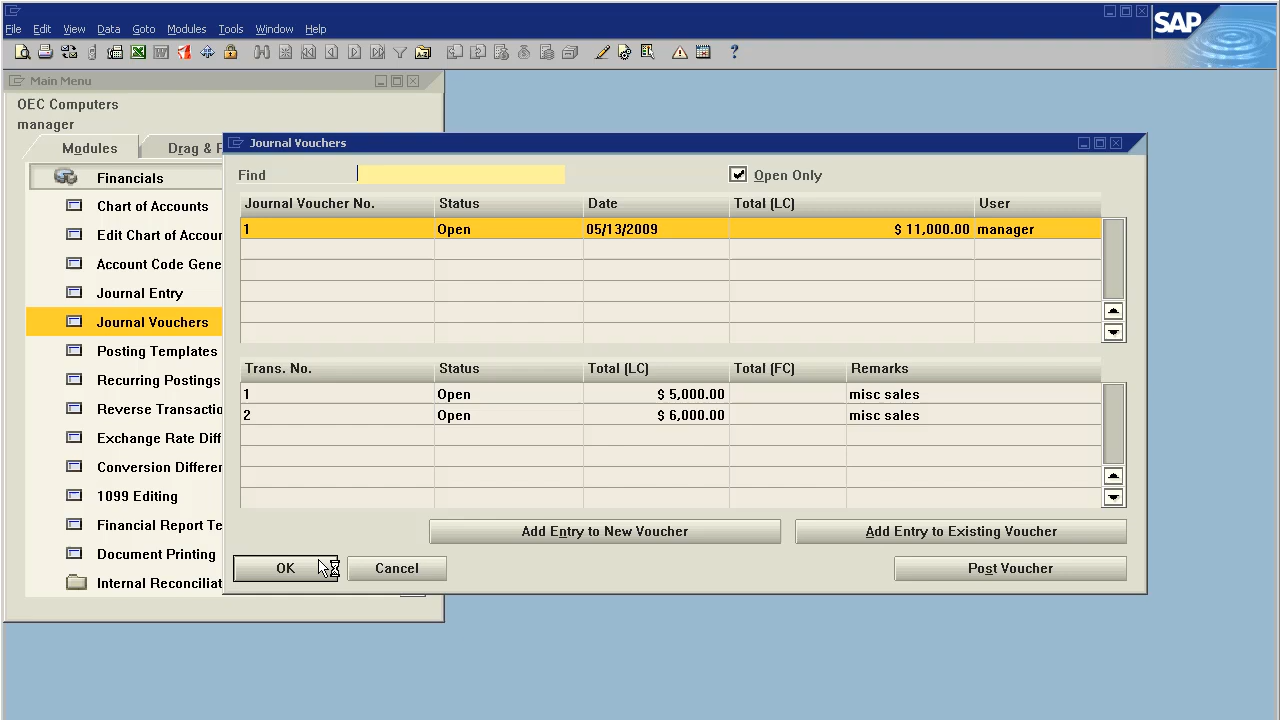 File Edit View Data Goto Modules Tools Window Help
SAP
Main Menu
OEC Computers
manager
Modules Drag & F
Financials
Chart of Accounts
Edit Chart of Accour
Account Code Gene
Journal Entry
Journal Vouchers
Posting Templates
Recurring Postings
Reverse Transactio
Exchange Rate Diff
Conversion Differe
1099 Editing
Financial Report Te
Document Printing
Internal Reconciliat
Journal Vouchers
Find Open Only
Journal Voucher No. Status Date Total (LC) User
1 Open 05/13/2009 $ 11,000.00 manager
Trans. No. Status Total (LC) Total (FC) Remarks
1 Open $ 5,000.00 misc sales
2 Open $ 6,000.00 misc sales
Add Entry to New Voucher Add Entry to Existing Voucher
OK Cancel Post Voucher